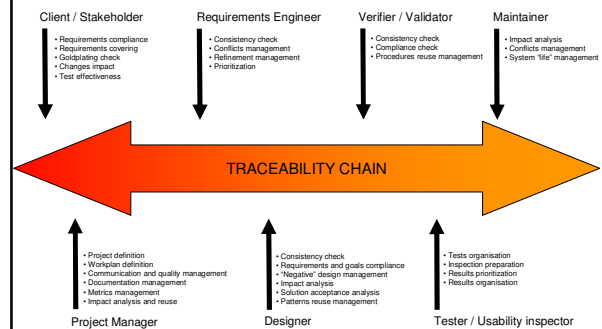 Client / Stakeholder
• Requirements compliance
• Requirements covering
• Goldplating check
• Changes impact
• Test effectiveness
Requirements Engineer
• Consistency check
• Conflicts management
• Refinement management
• Prioritization
Verifier / Validator
• Consistency check
• Compliance check
• Procedures reuse management
Maintainer
• Impact analysis
• Conflicts management
• System “life” management
TRACEABILITY CHAIN
• Project definition
• Workplan definition
• Communication and quality management
• Documentation management
• Metrics management
• Impact analysis and reuse
Project Manager
• Consistency check
• Requirements and goals compliance
• “Negative” design management
• Impact analysis
• Solution acceptance analysis
• Patterns reuse management
Designer
• Tests organisation
• Inspection preparation
• Results prioritization
• Results organisation
Tester / Usability inspector